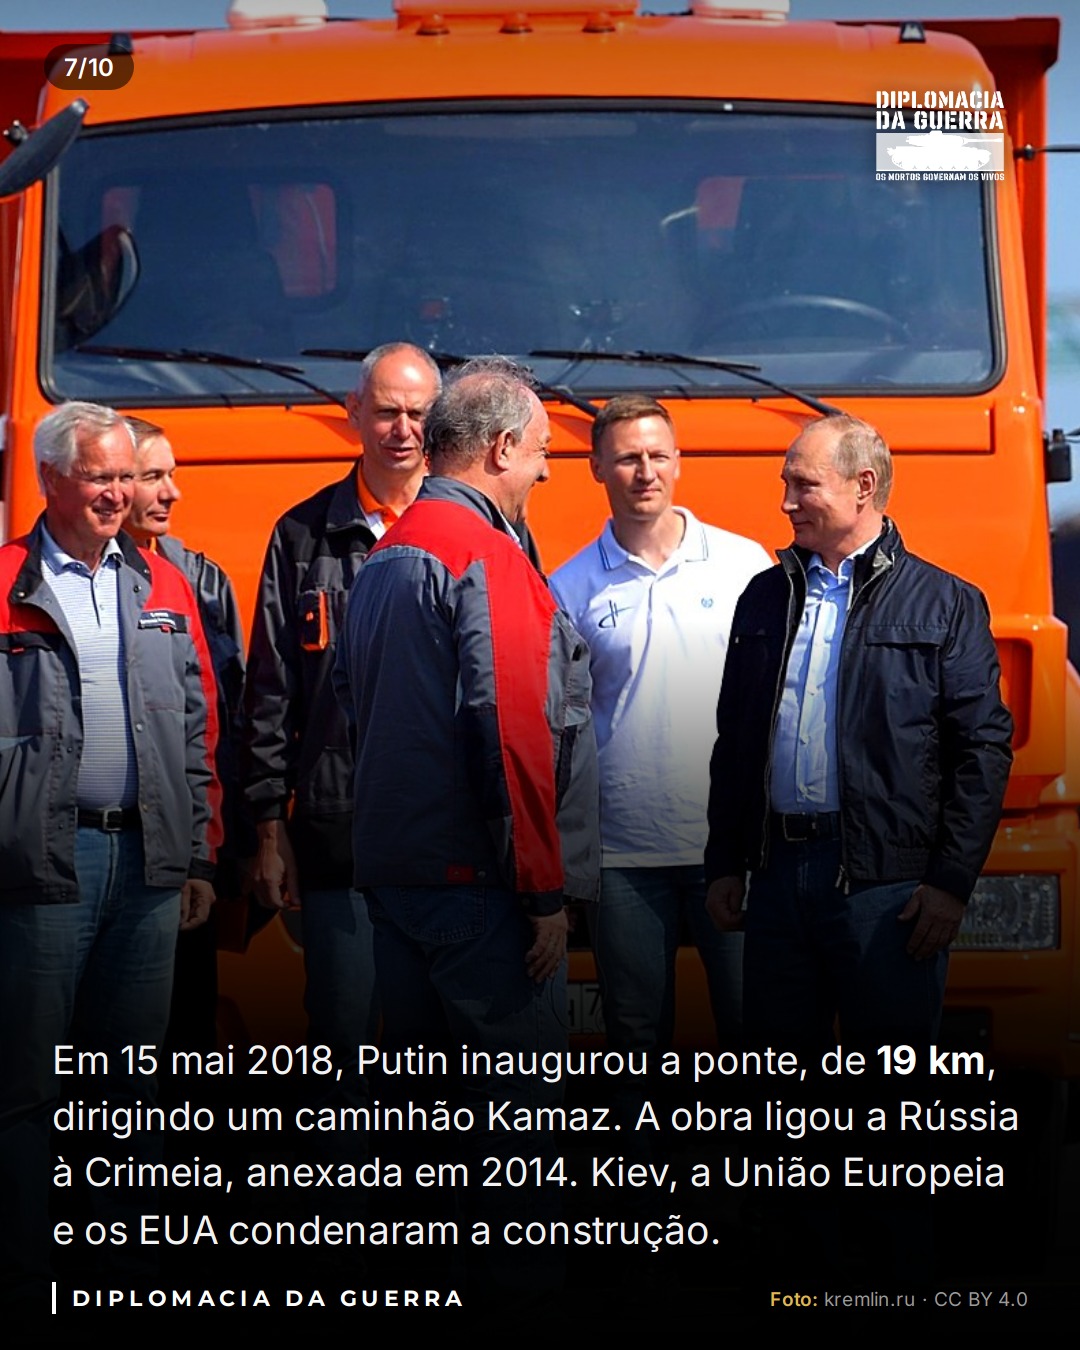 7/10
DIPLOMACIA
DA GUERRA
OS MORTOS GOVERNAM OS VIVOS
Em 15 mai 2018, Putin inaugurou a ponte, de 19 km,
dirigindo um caminhão Kamaz. A obra ligou a Rússia
à Crimeia, anexada em 2014. Kiev, a União Europeia
e os EUA condenaram a construção.
DIPLOMACIA DA GUERRA
Foto: kremlin.ru · CC BY 4.0